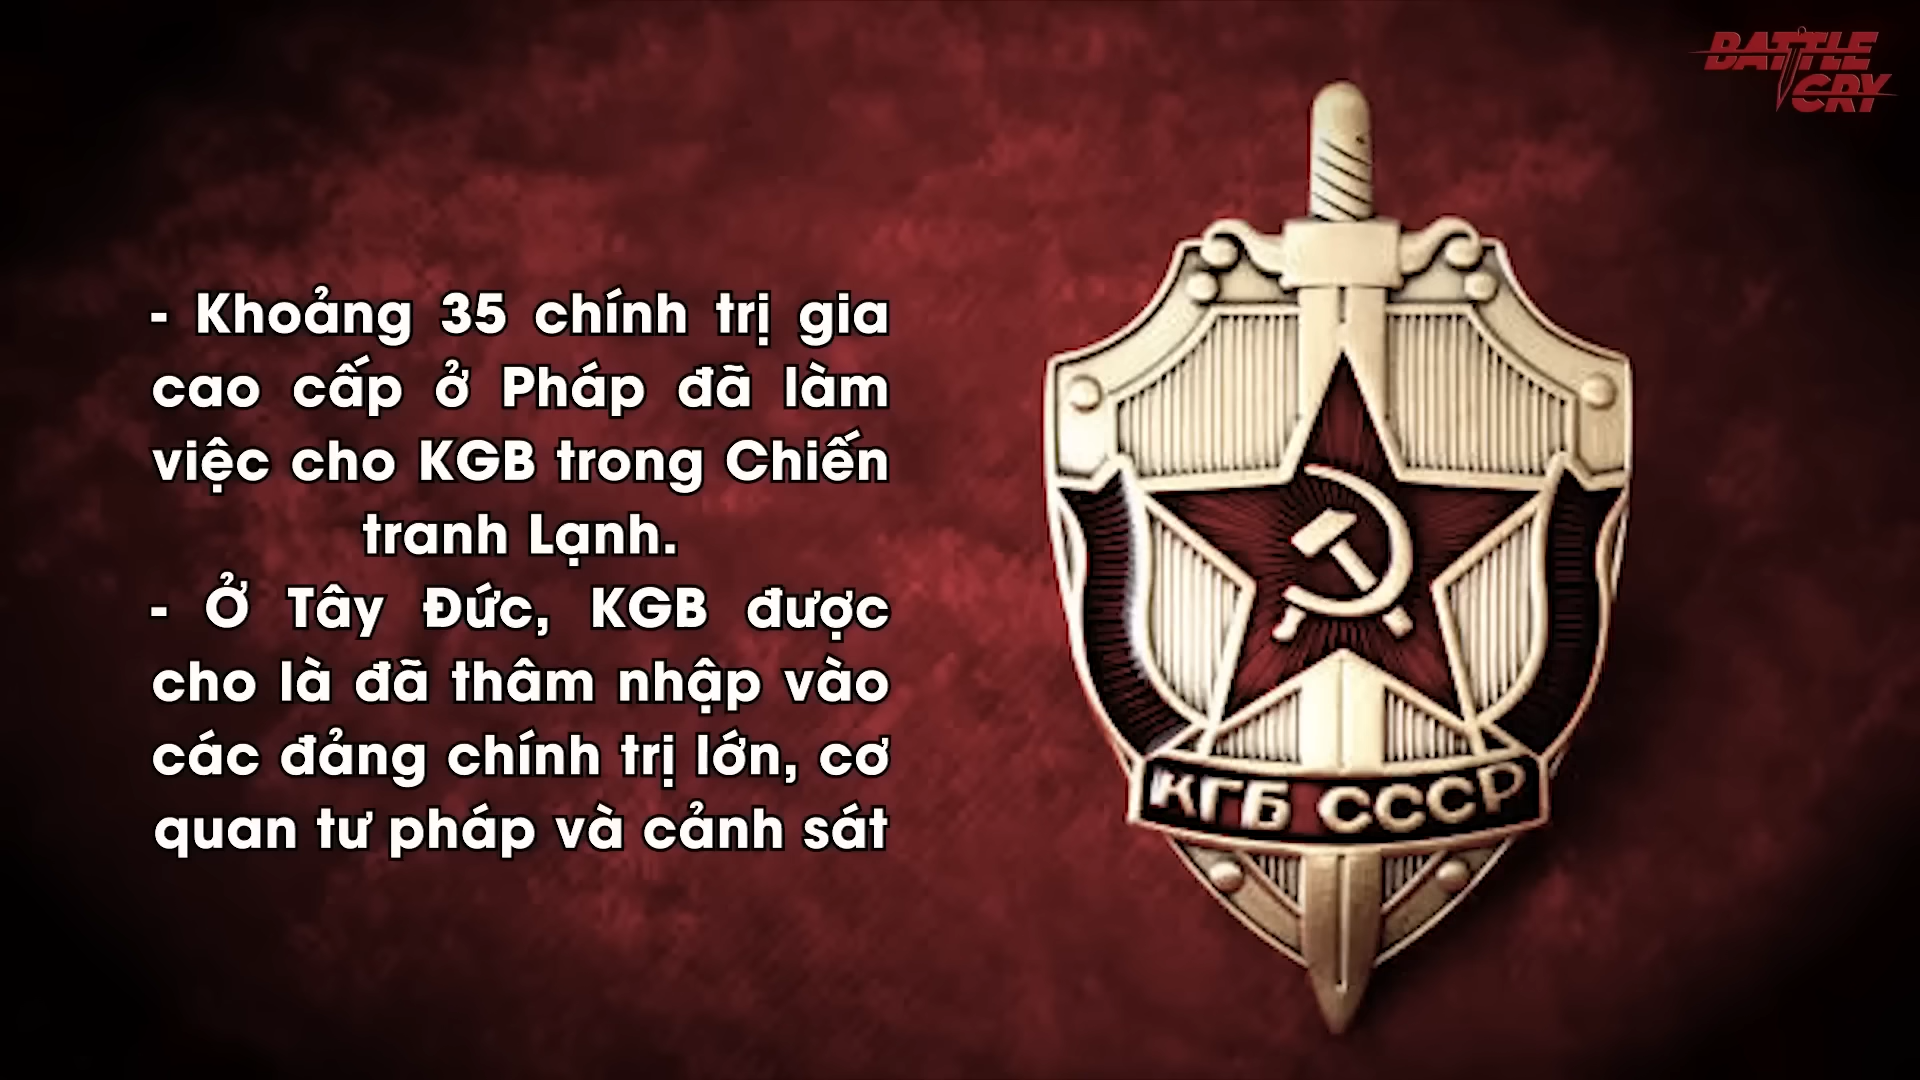 BATTLE
CRY
- Khoảng 35 chính trị gia
cao cấp ở Pháp đã làm
việc cho KGB trong Chiến
tranh Lạnh.
- Ở Tây Đức, KGB được
cho là đã thâm nhập vào
các đảng chính trị lớn, cơ
quan tư pháp và cảnh sát
КГБ СССР